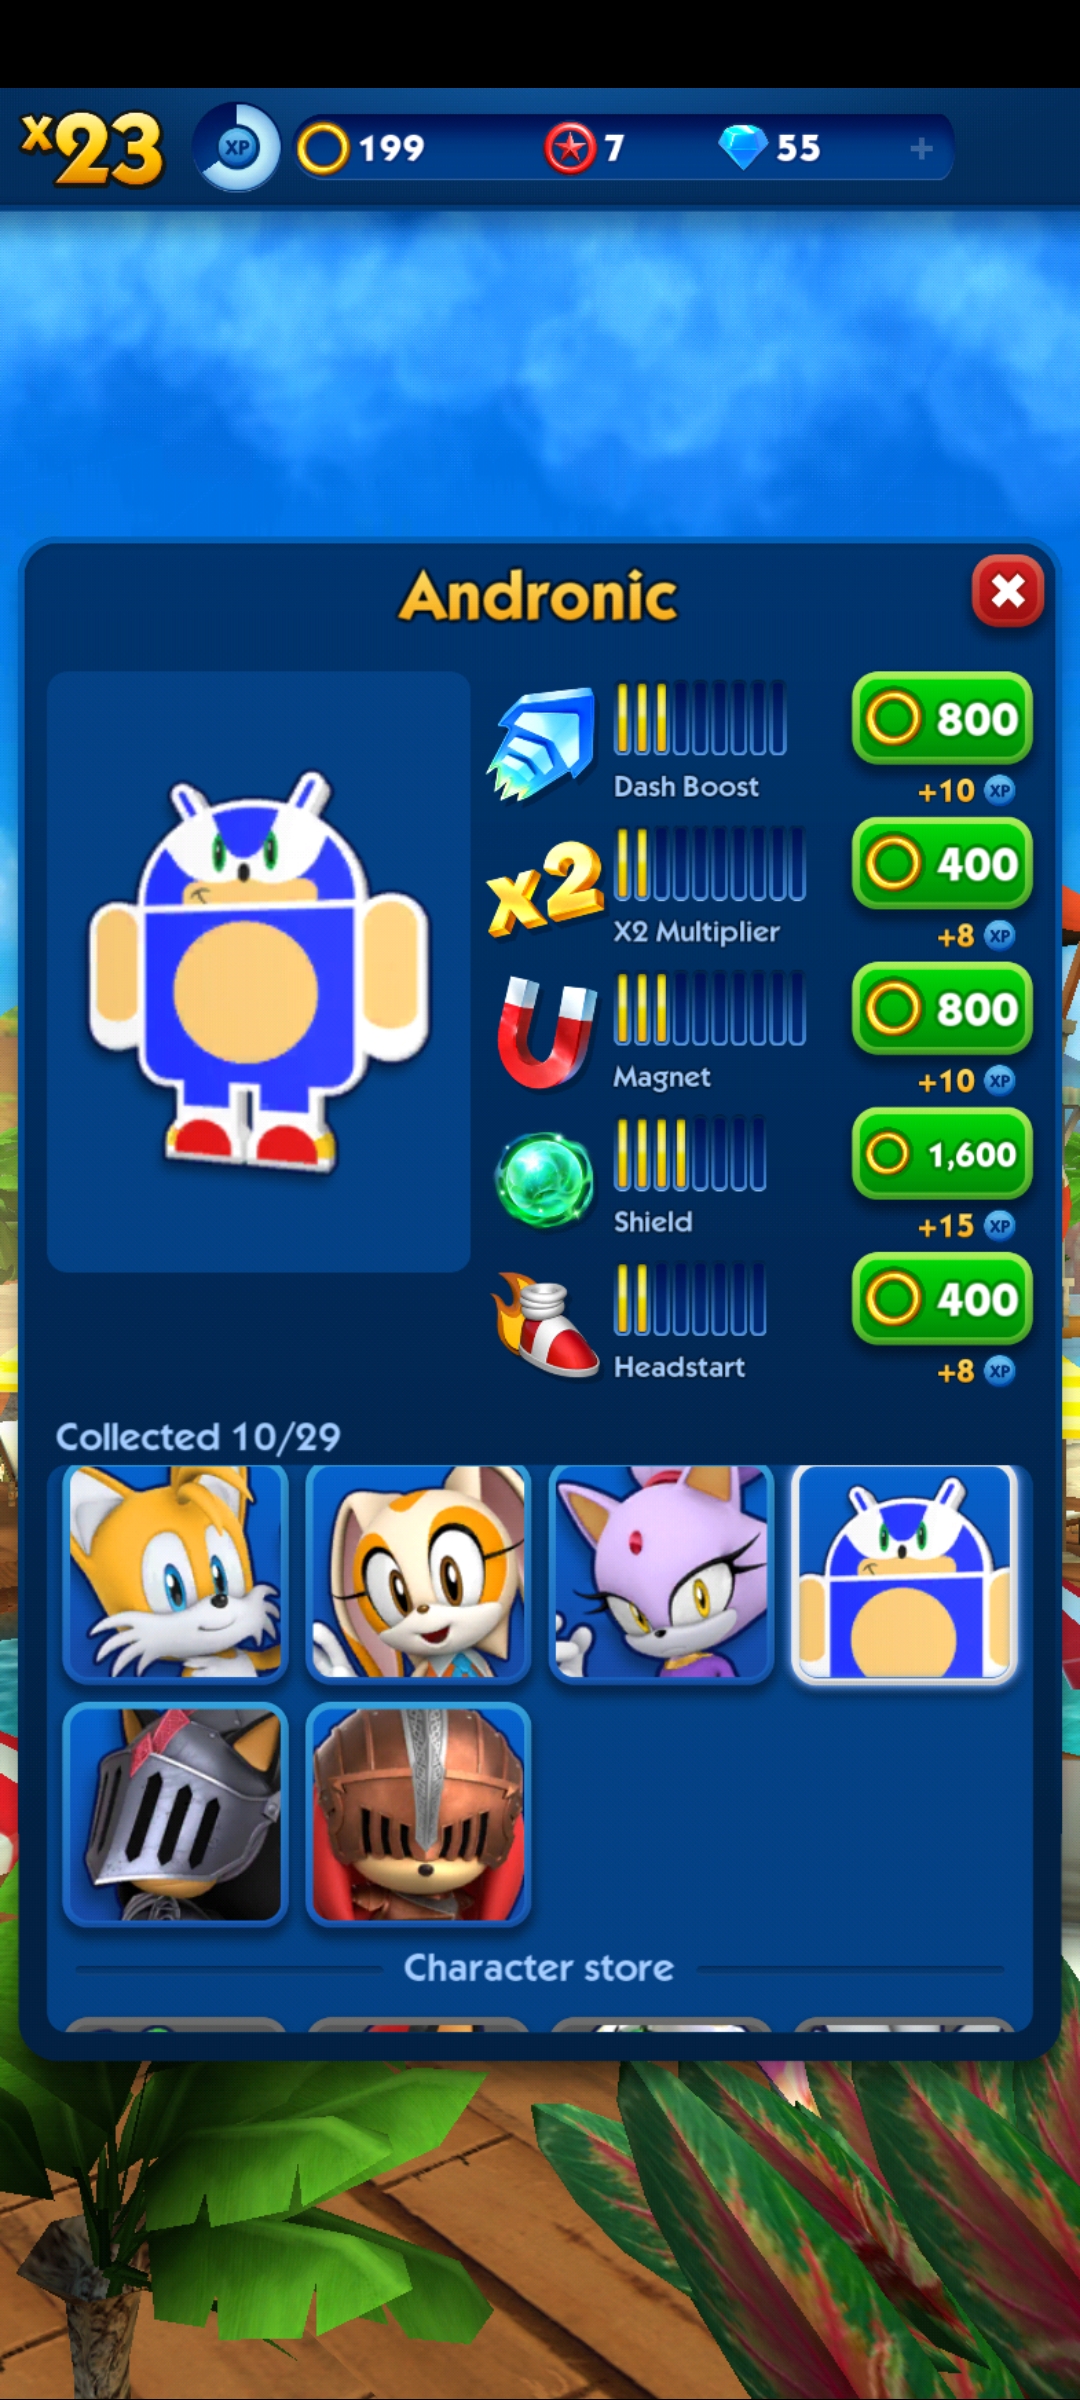 x23 XP 199 7 55 +
Andronic
800
Dash Boost
+10 XP
x2
400
X2 Multiplier
+8 XP
800
Magnet
+10 XP
1,600
Shield
+15 XP
400
Headstart
+8 XP
Collected 10/29
Character store